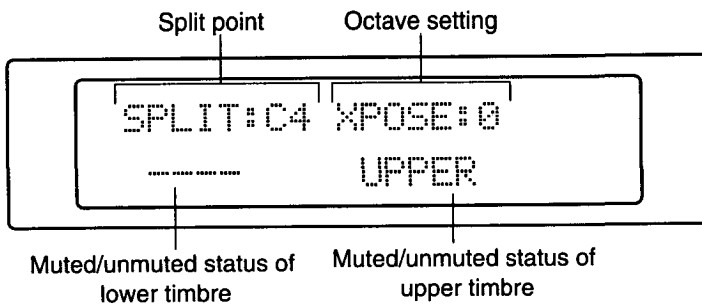 Split point Octave setting
SPLIT:C4 XPOSE:0
---- UPPER
Muted/unmuted status of lower timbre
Muted/unmuted status of upper timbre